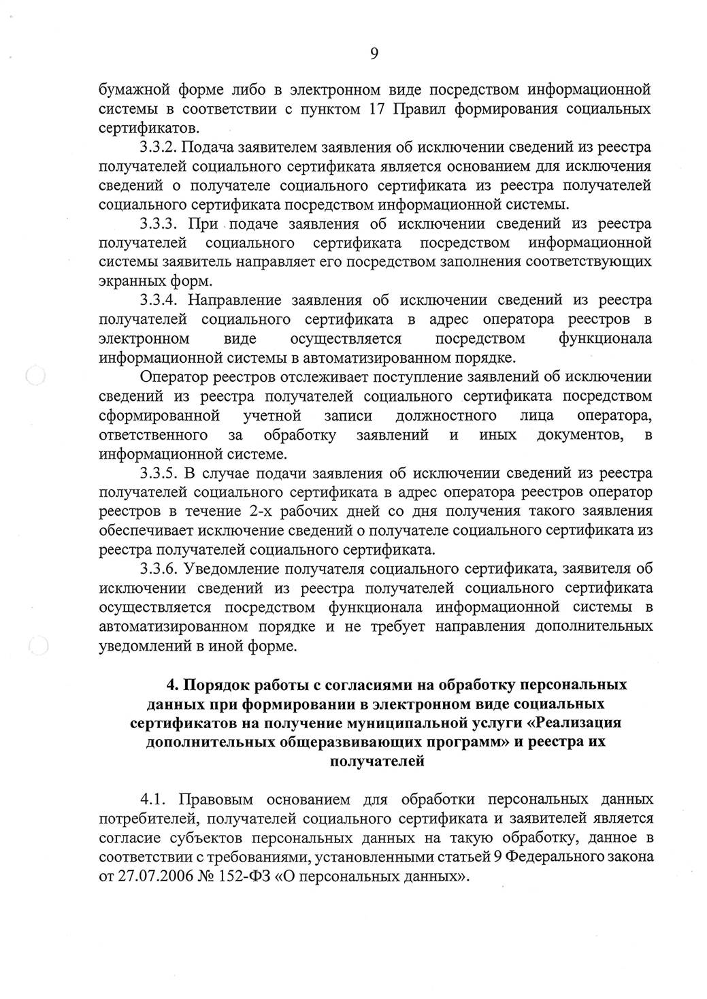 9
бумажной форме либо в электронном виде посредством информационной
системы в соответствии с пунктом 17 Правил формирования социальных
сертификатов.
3.3.2. Подача заявителем заявления об исключении сведений из реестра
получателей социального сертификата является основанием для исключения
сведений о получателе социального сертификата из реестра получателей
социального сертификата посредством информационной системы.
3.3.3. При подаче заявления об исключении сведений из реестра
получателей социального сертификата посредством информационной
системы заявитель направляет его посредством заполнения соответствующих
экранных форм.
3.3.4. Направление заявления об исключении сведений из реестра
получателей социального сертификата в адрес оператора реестров в
электронном виде осуществляется посредством функционала
информационной системы в автоматизированном порядке.
Оператор реестров отслеживает поступление заявлений об исключении
сведений из реестра получателей социального сертификата посредством
сформированной учетной записи должностного лица оператора,
ответственного за обработку заявлений и иных документов, в
информационной системе.
3.3.5. В случае подачи заявления об исключении сведений из реестра
получателей социального сертификата в адрес оператора реестров оператор
реестров в течение 2-х рабочих дней со дня получения такого заявления
обеспечивает исключение сведений о получателе социального сертификата из
реестра получателей социального сертификата.
3.3.6. Уведомление получателя социального сертификата, заявителя об
исключении сведений из реестра получателей социального сертификата
осуществляется посредством функционала информационной системы в
автоматизированном порядке и не требует направления дополнительных
уведомлений в иной форме.
4. Порядок работы с согласиями на обработку персональных
данных при формировании в электронном виде социальных
сертификатов на получение муниципальной услуги «Реализация
дополнительных общеразвивающих программ» и реестра их
получателей
4.1. Правовым основанием для обработки персональных данных
потребителей, получателей социального сертификата и заявителей является
согласие субъектов персональных данных на такую обработку, данное в
соответствии с требованиями, установленными статьей 9 Федерального закона
от 27.07.2006 № 152-ФЗ «О персональных данных».